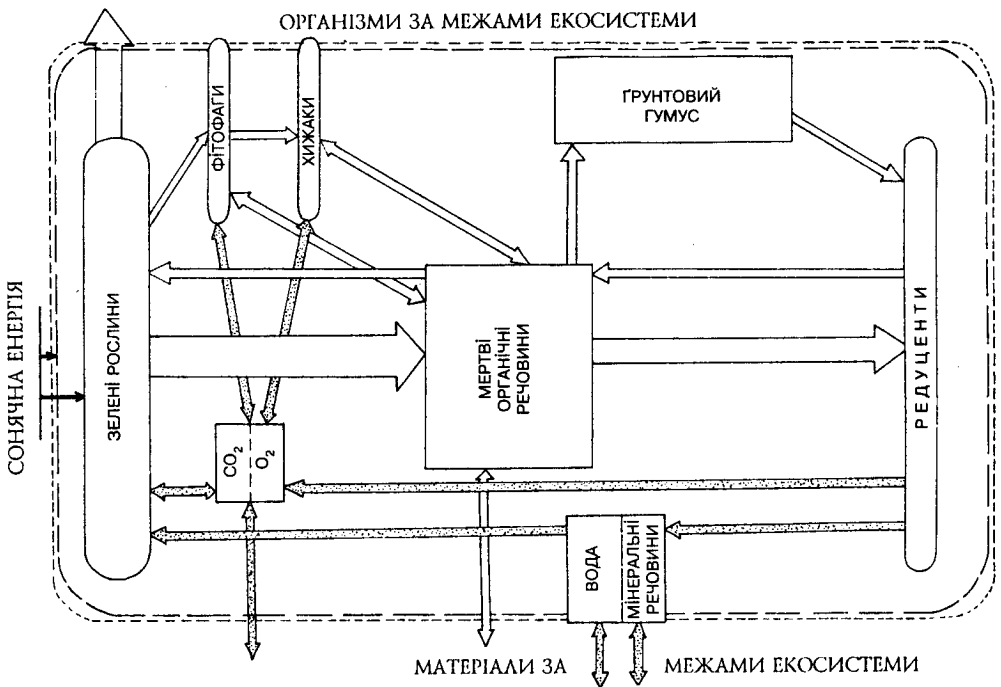 ОРГАНІЗМИ ЗА МЕЖАМИ ЕКОСИСТЕМИ
СОНЯЧНА ЕНЕРГІЯ
ЗЕЛЕНІ РОСЛИНИ
ФІТОФАГИ
ХИЖАКИ
ҐРУНТОВИЙ
ГУМУС
МЕРТВІ
ОРГАНІЧНІ
РЕЧОВИНИ
РЕДУЦЕНТИ
CO2
O2
ВОДА
МІНЕРАЛЬНІ
РЕЧОВИНИ
МАТЕРІАЛИ ЗА МЕЖАМИ ЕКОСИСТЕМИ